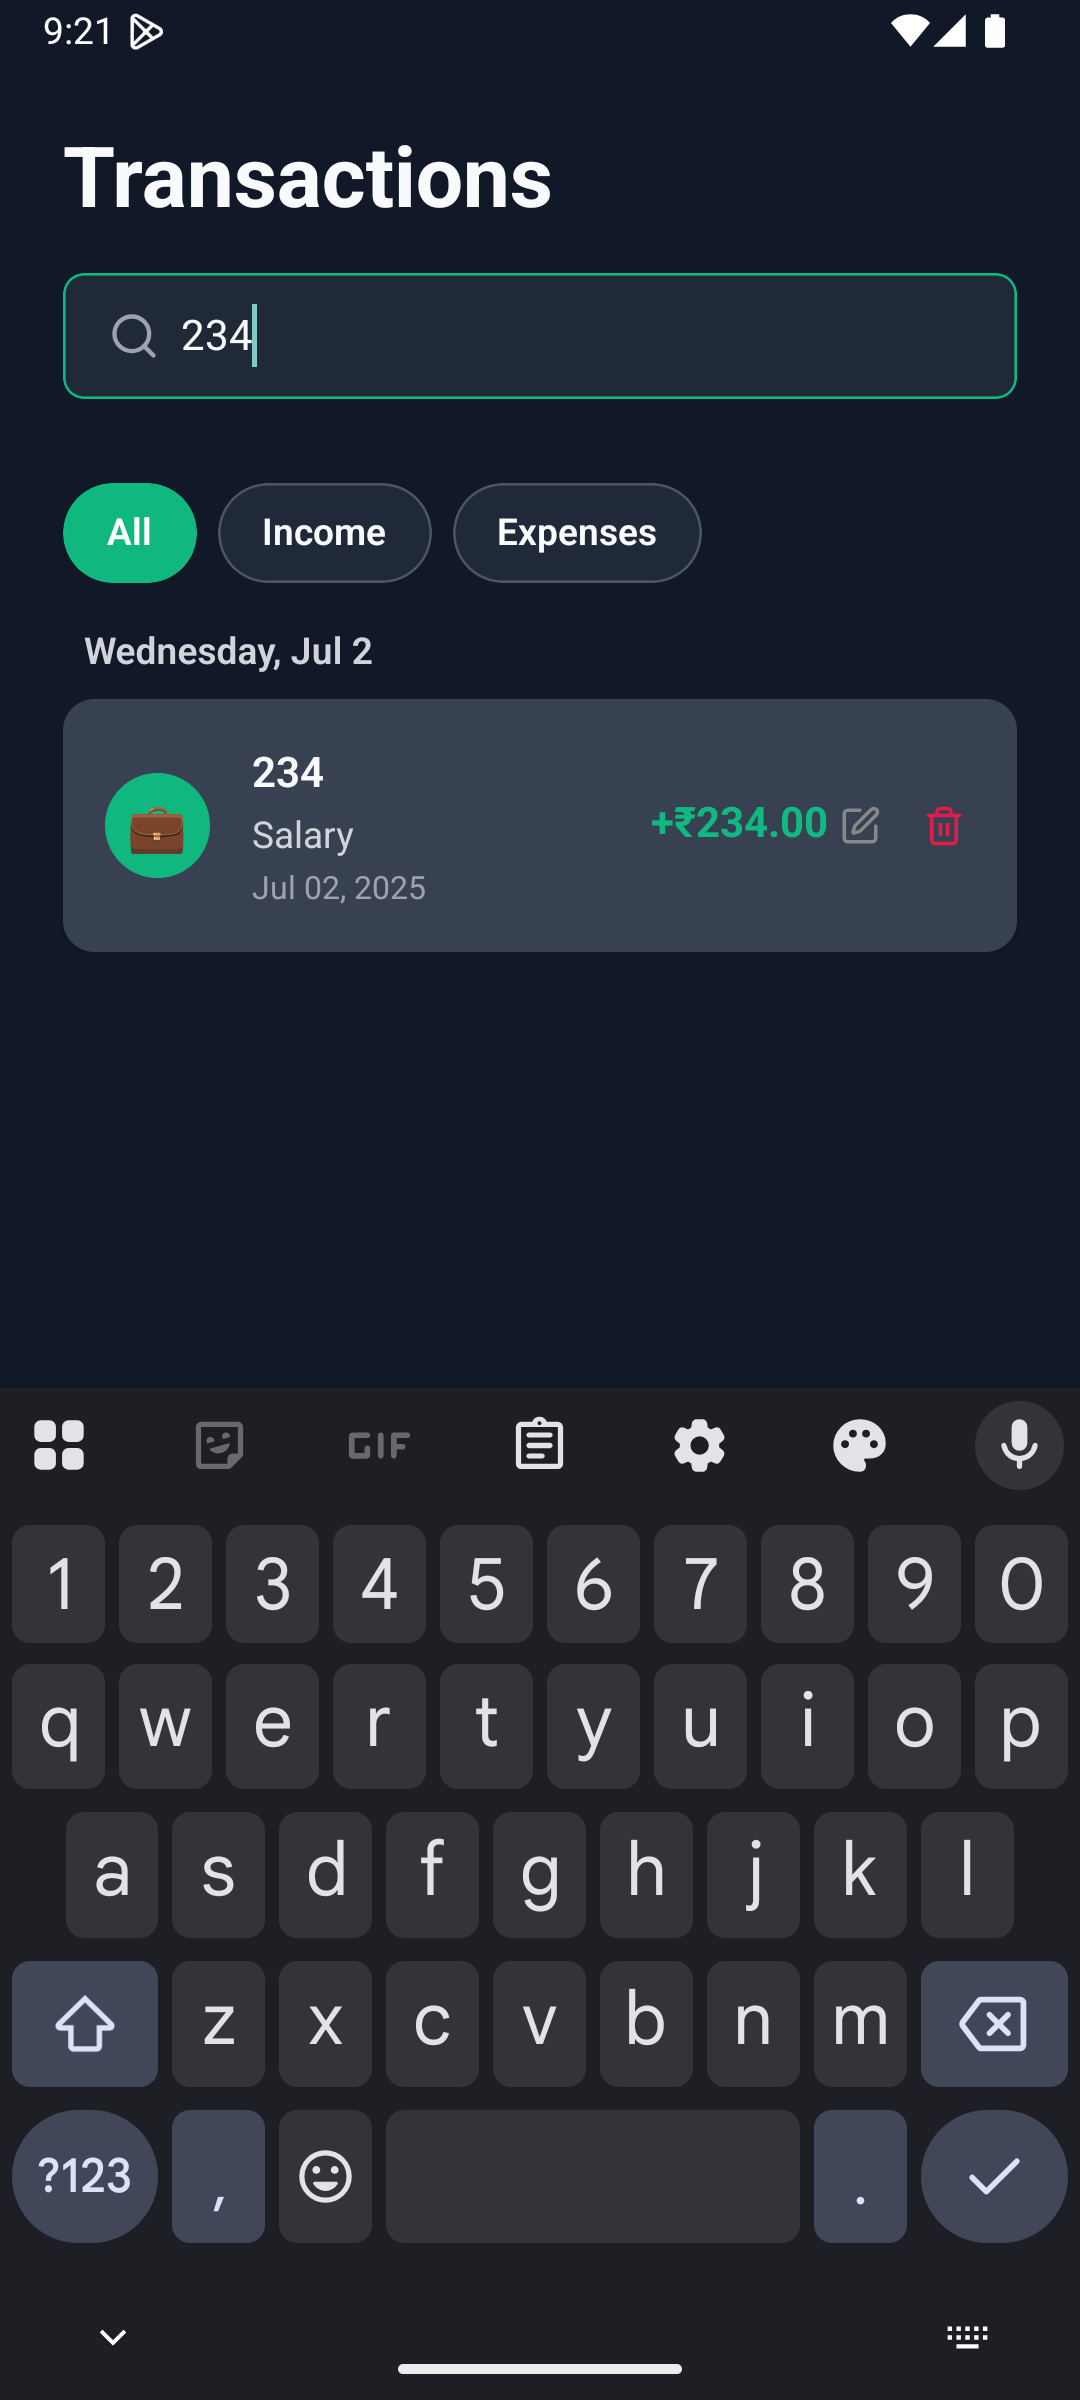 9:21
Transactions
234
All Income Expenses
Wednesday, Jul 2
234
Salary
Jul 02, 2025
+₹234.00
GIF
1 2 3 4 5 6 7 8 9 0
q w e r t y u i o p
a s d f g h j k l
z x c v b n m
?123 , .